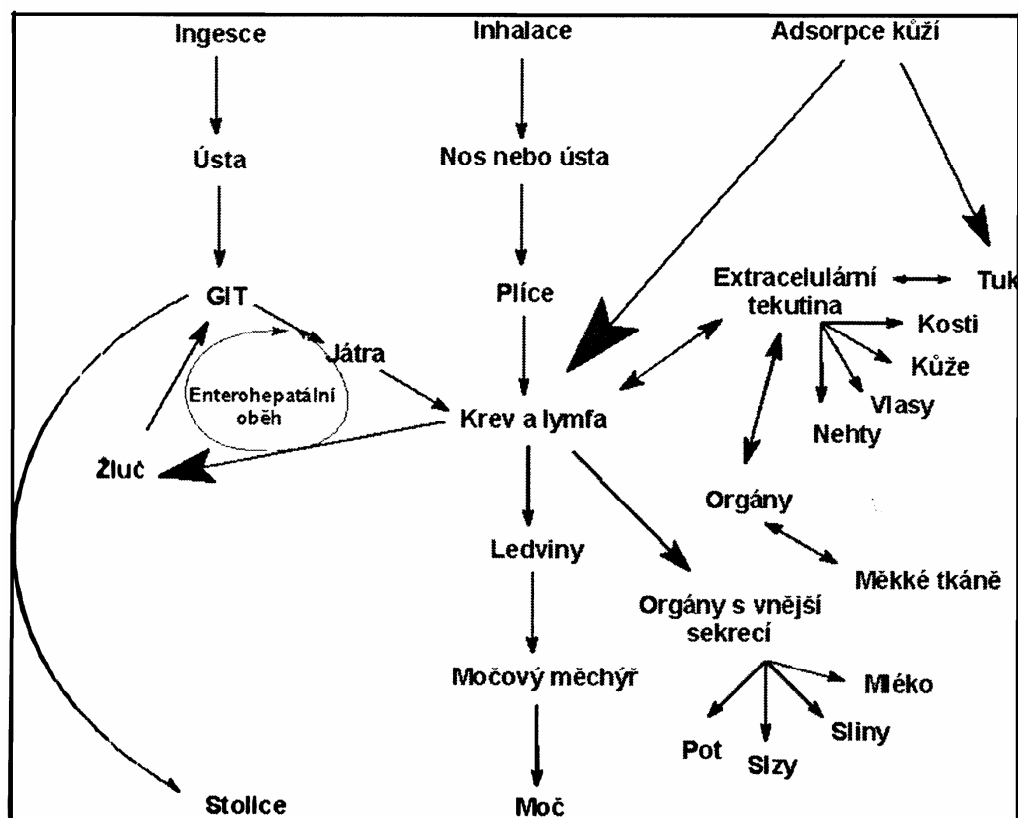 Ingesce
Inhalace
Adsorpce kůží
Ústa
Nos nebo ústa
GIT
Plíce
Extracelulární
tekutina
Tuk
Kosti
Játra
Kůže
Enterohepatální
oběh
Vlasy
Krev a lymfa
Nehty
Žluč
Orgány
Ledviny
Měkké tkáně
Orgány s vnější
sekrecí
Močový měchýř
Mléko
Sliny
Pot
Slzy
Stolice
Moč